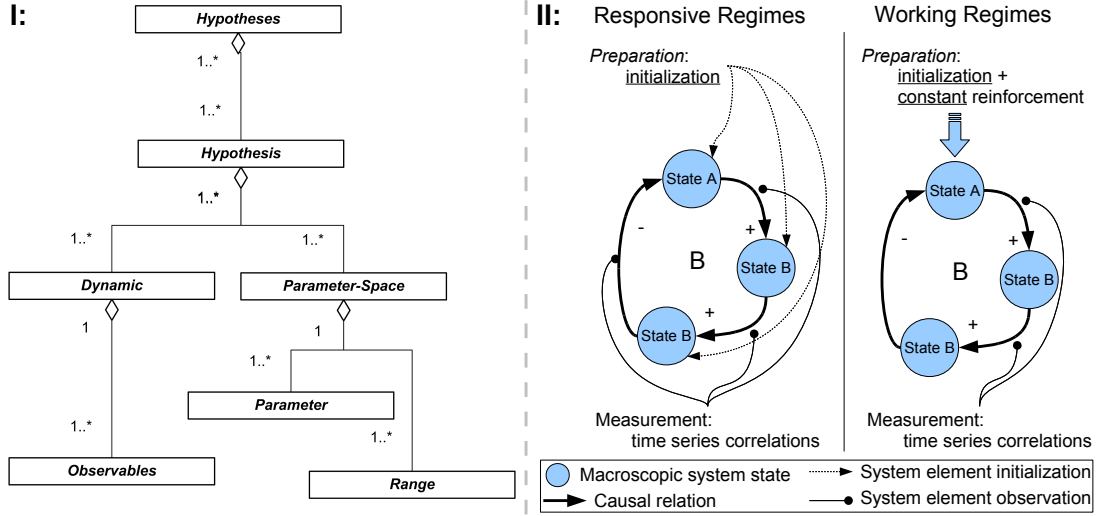 I:
Hypotheses
1..*
1..*
Hypothesis
1..*
1..*
1..*
Dynamic
Parameter-Space
1
1
1..*
Parameter
1..*
1..*
Observables
Range
II:
Responsive Regimes
Preparation:
initialization
State A
-
+
B
State B
+
State B
Measurement:
time series correlations
Working Regimes
Preparation:
initialization +
constant reinforcement
State A
-
+
B
State B
+
State B
Measurement:
time series correlations
Macroscopic system state
System element initialization
Causal relation
System element observation